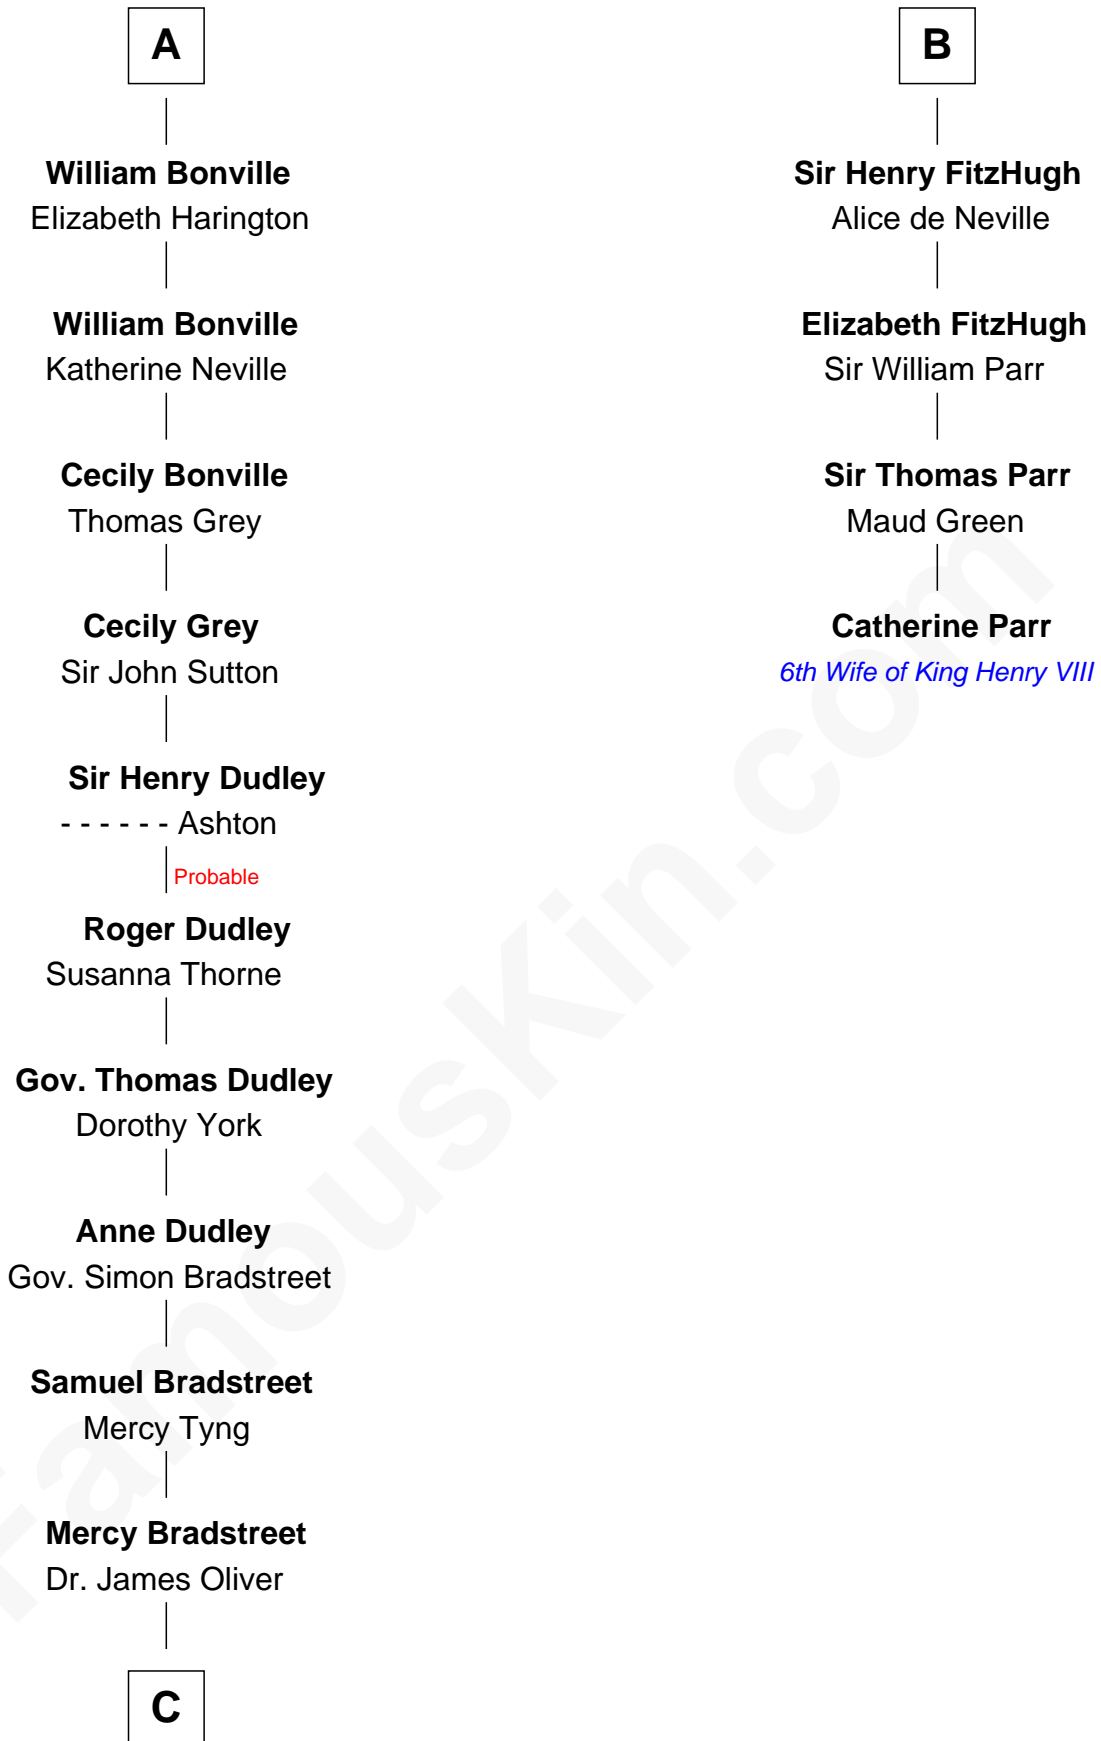 A
William Bonville
Elizabeth Harington
William Bonville
Katherine Neville
Cecily Bonville
Thomas Grey
Cecily Grey
Sir John Sutton
Sir Henry Dudley
- - - - - - Ashton
Probable
Roger Dudley
Susanna Thorne
Gov. Thomas Dudley
Dorothy York
Anne Dudley
Gov. Simon Bradstreet
Samuel Bradstreet
Mercy Tyng
Mercy Bradstreet
Dr. James Oliver
C
B
Sir Henry FitzHugh
Alice de Neville
Elizabeth FitzHugh
Sir William Parr
Sir Thomas Parr
Maud Green
Catherine Parr
6th Wife of King Henry VIII
FamousKin.com